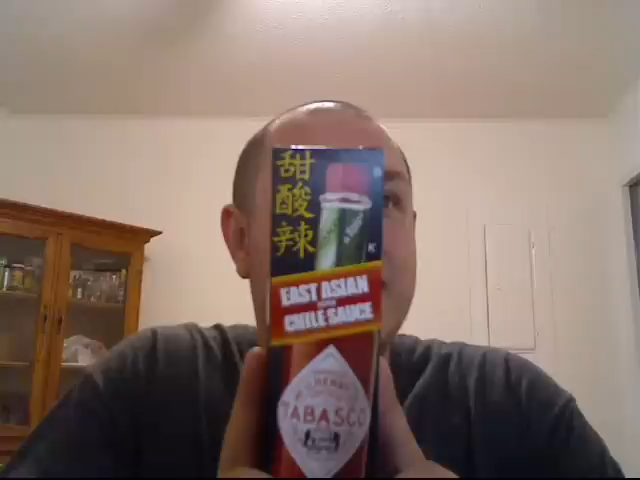 甜
酸
辣
EAST ASIAN
CHILE SAUCE
TABASCO